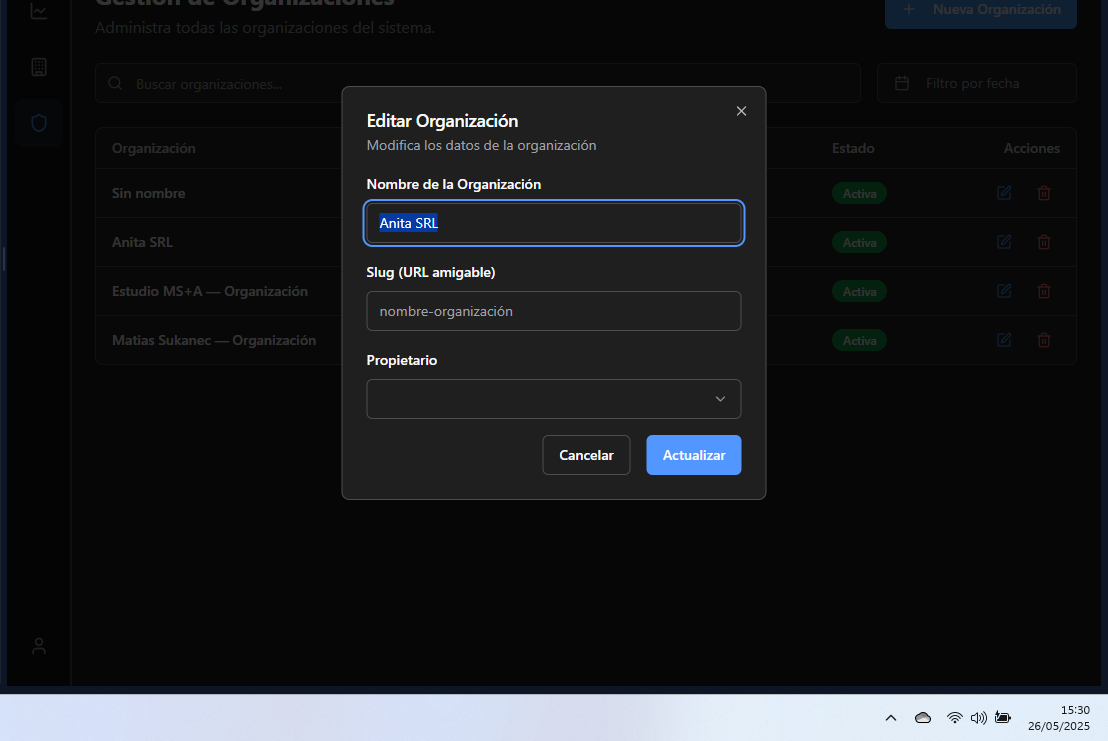 Gestión de Organizaciones
Administra todas las organizaciones del sistema.
+ Nueva Organización
Buscar organizaciones...
Filtro por fecha
Organización
Estado
Acciones
Sin nombre
Activa
Anita SRL
Activa
Estudio MS+A — Organización
Activa
Matias Sukanec — Organización
Activa
Editar Organización
Modifica los datos de la organización
Nombre de la Organización
Anita SRL
Slug (URL amigable)
nombre-organización
Propietario
Cancelar
Actualizar
15:30
26/05/2025